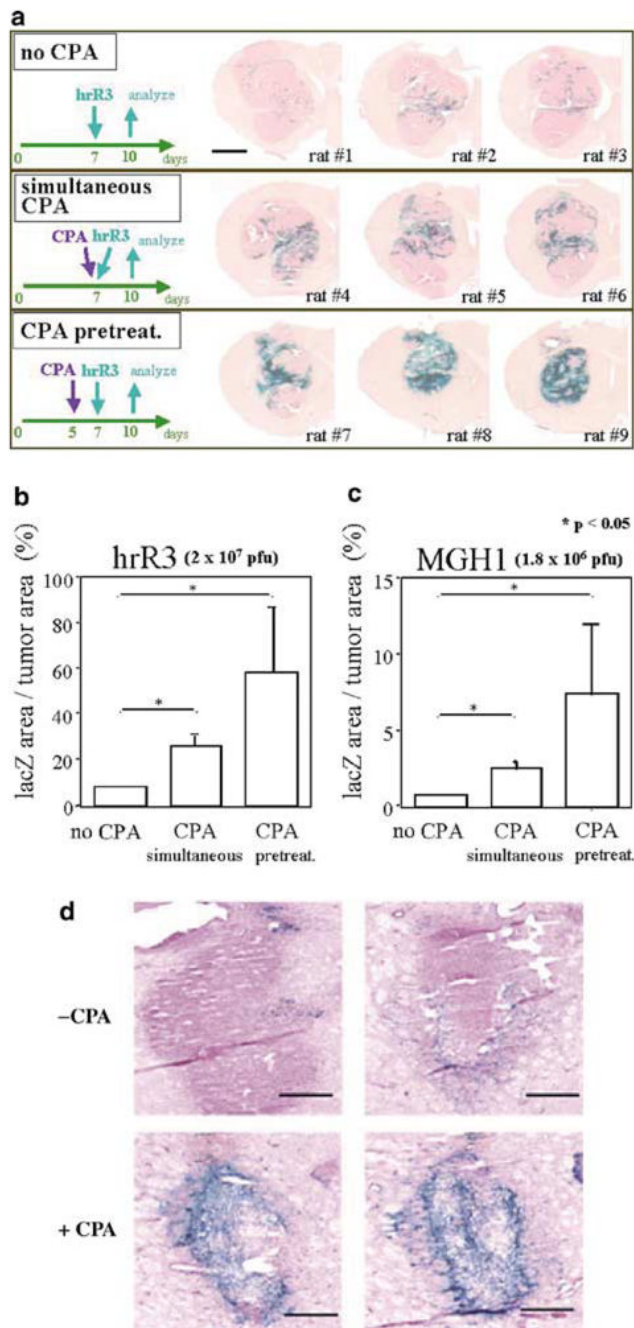 a
no CPA
hrR3 analyze
0 7 10 days
rat #1 rat #2 rat #3
simultaneous
CPA
CPA hrR3 analyze
0 7 10 days
rat #4 rat #5 rat #6
CPA pretreat.
CPA hrR3 analyze
0 5 7 10 days
rat #7 rat #8 rat #9
b
hrR3 (2 x 10⁷ pfu)
lacZ area / tumor area (%)
100
80
60
40
20
0
*
*
no CPA CPA simultaneous CPA pretreat.
c
* p < 0.05
MGH1 (1.8 x 10⁶ pfu)
lacZ area / tumor area (%)
15
10
5
0
*
*
no CPA CPA simultaneous CPA pretreat.
d
–CPA
+ CPA